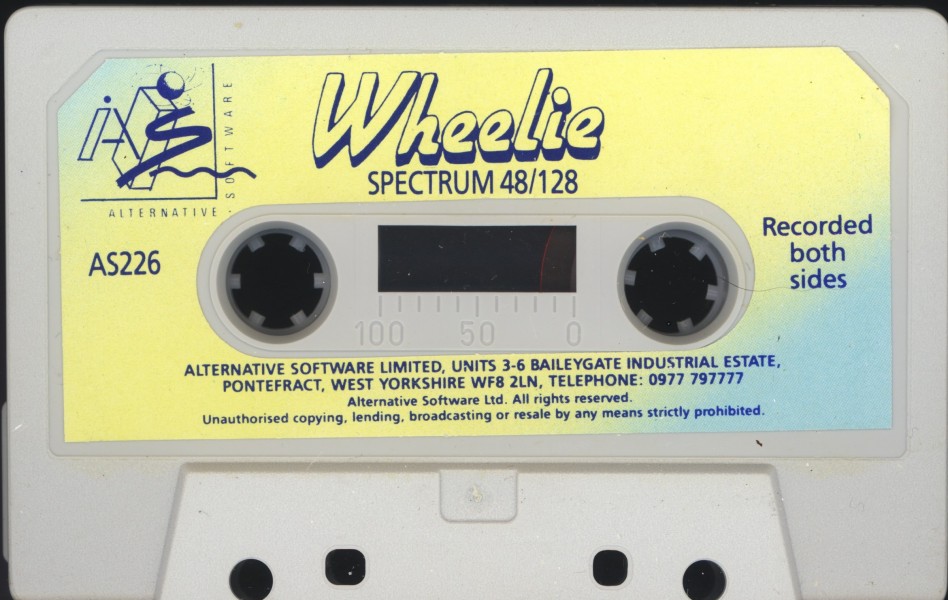 AS
SOFTWARE
ALTERNATIVE
Wheelie
SPECTRUM 48/128
AS226
Recorded
both
sides
100 50 0
ALTERNATIVE SOFTWARE LIMITED, UNITS 3-6 BAILEYGATE INDUSTRIAL ESTATE,
PONTEFRACT, WEST YORKSHIRE WF8 2LN, TELEPHONE: 0977 797777
Alternative Software Ltd. All rights reserved.
Unauthorised copying, lending, broadcasting or resale by any means strictly prohibited.